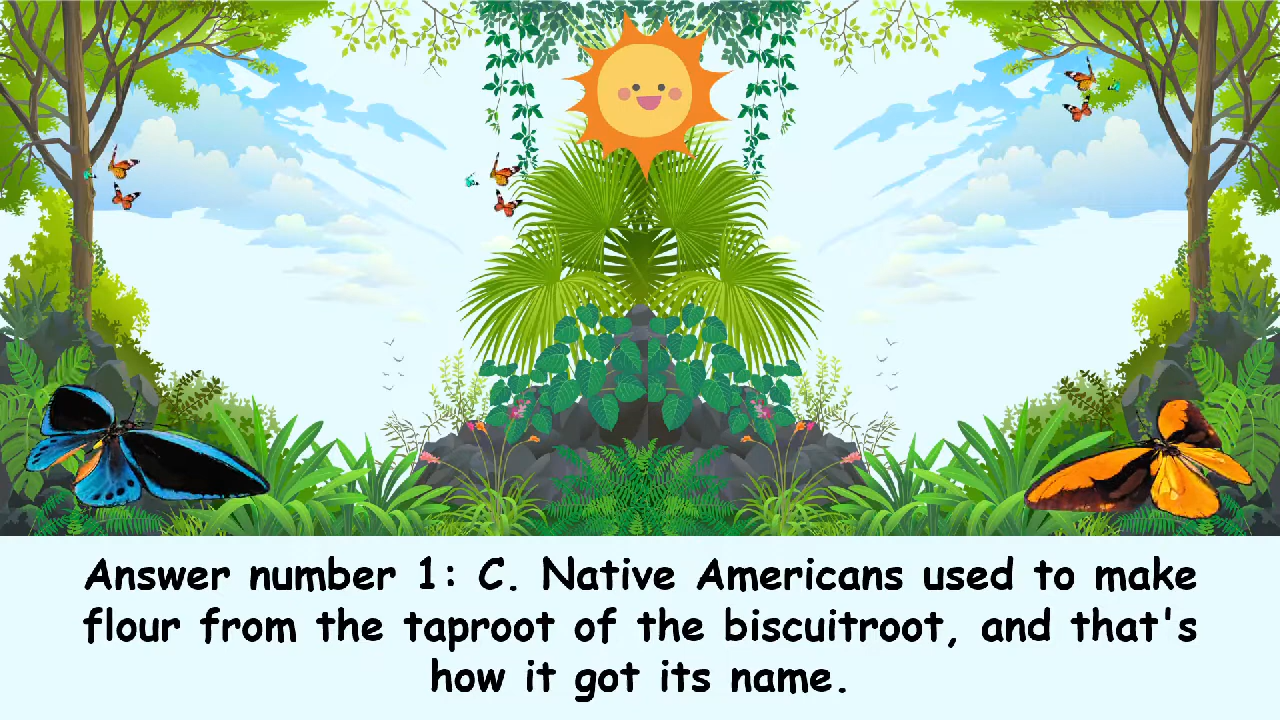 Answer number 1: C. Native Americans used to make
flour from the taproot of the biscuitroot, and that's
how it got its name.